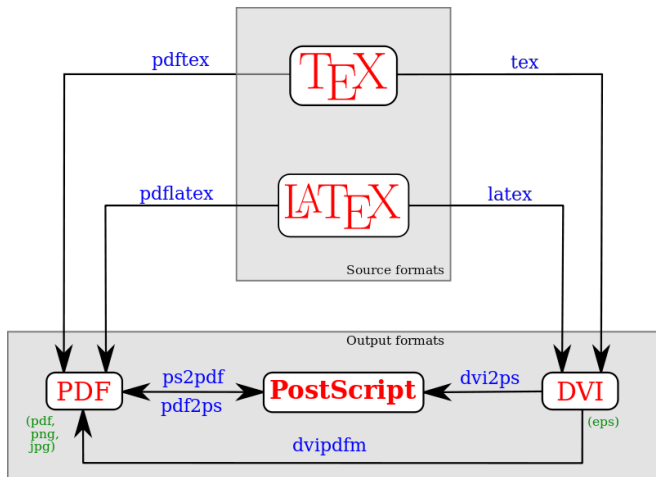 pdftex
TEX
tex
pdflatex
LATEX
latex
Source formats
Output formats
PDF
ps2pdf
pdf2ps
PostScript
dvi2ps
DVI
(pdf,
png,
jpg)
(eps)
dvipdfm